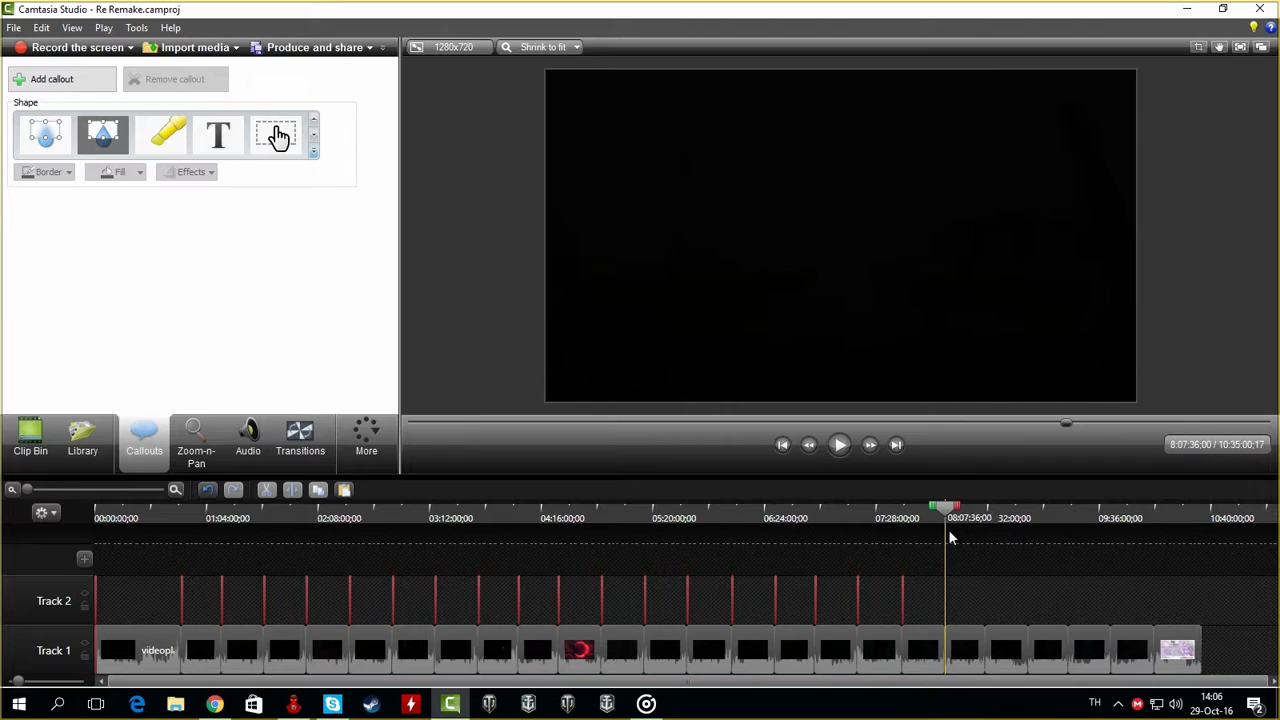 Camtasia Studio - Re Remake.camproj
File Edit View Play Tools Help
Record the screen Import media Produce and share 1280x720 Shrink to fit
Add callout Remove callout
Shape
T
Border Fill Effects
Clip Bin Library Callouts Zoom-n-Pan Audio Transitions More
8:07:36;00 / 10:35:00;17
00:00:00;00 01:04:00;00 02:08:00;00 03:12:00;00 04:16:00;00 05:20:00;00 06:24:00;00 07:28:00;00 08:07:36;00 32:00;00 09:36:00;00 10:40:00;00
Track 2
Track 1 videopl
TH 14:06
29-Oct-16 2